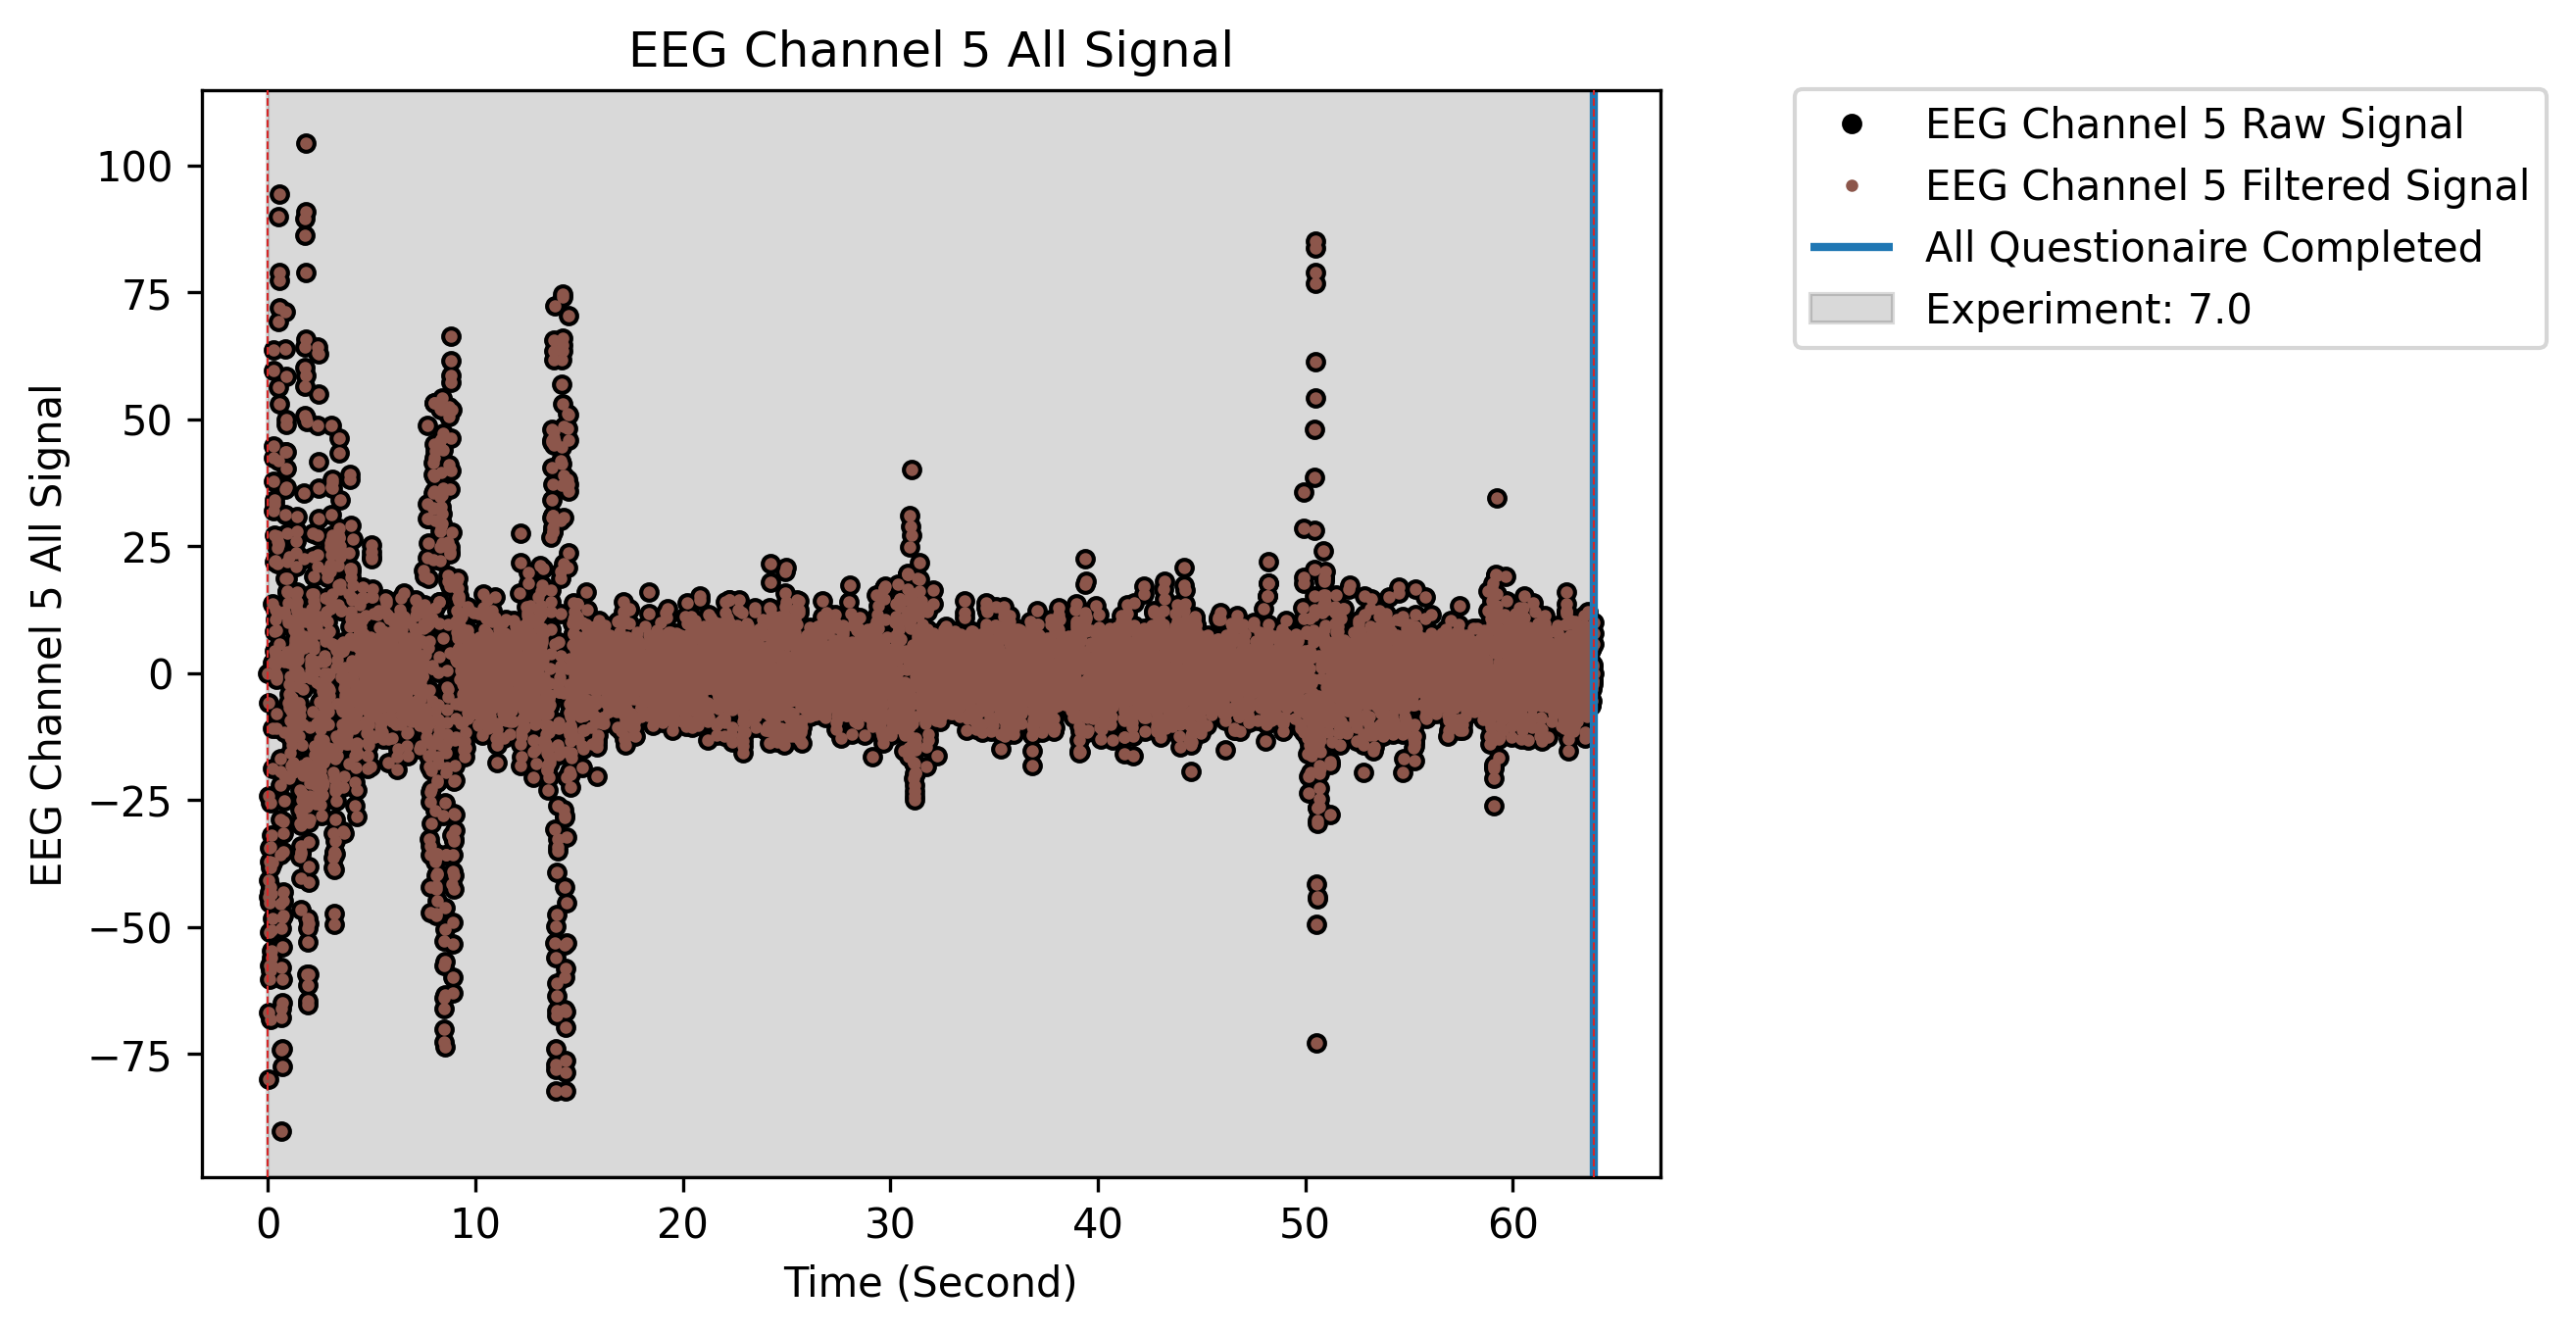 EEG Channel 5 All Signal
EEG Channel 5 Raw Signal
EEG Channel 5 Filtered Signal
All Questionaire Completed
Experiment: 7.0
EEG Channel 5 All Signal
100
75
50
25
0
−25
−50
−75
0 10 20 30 40 50 60
Time (Second)